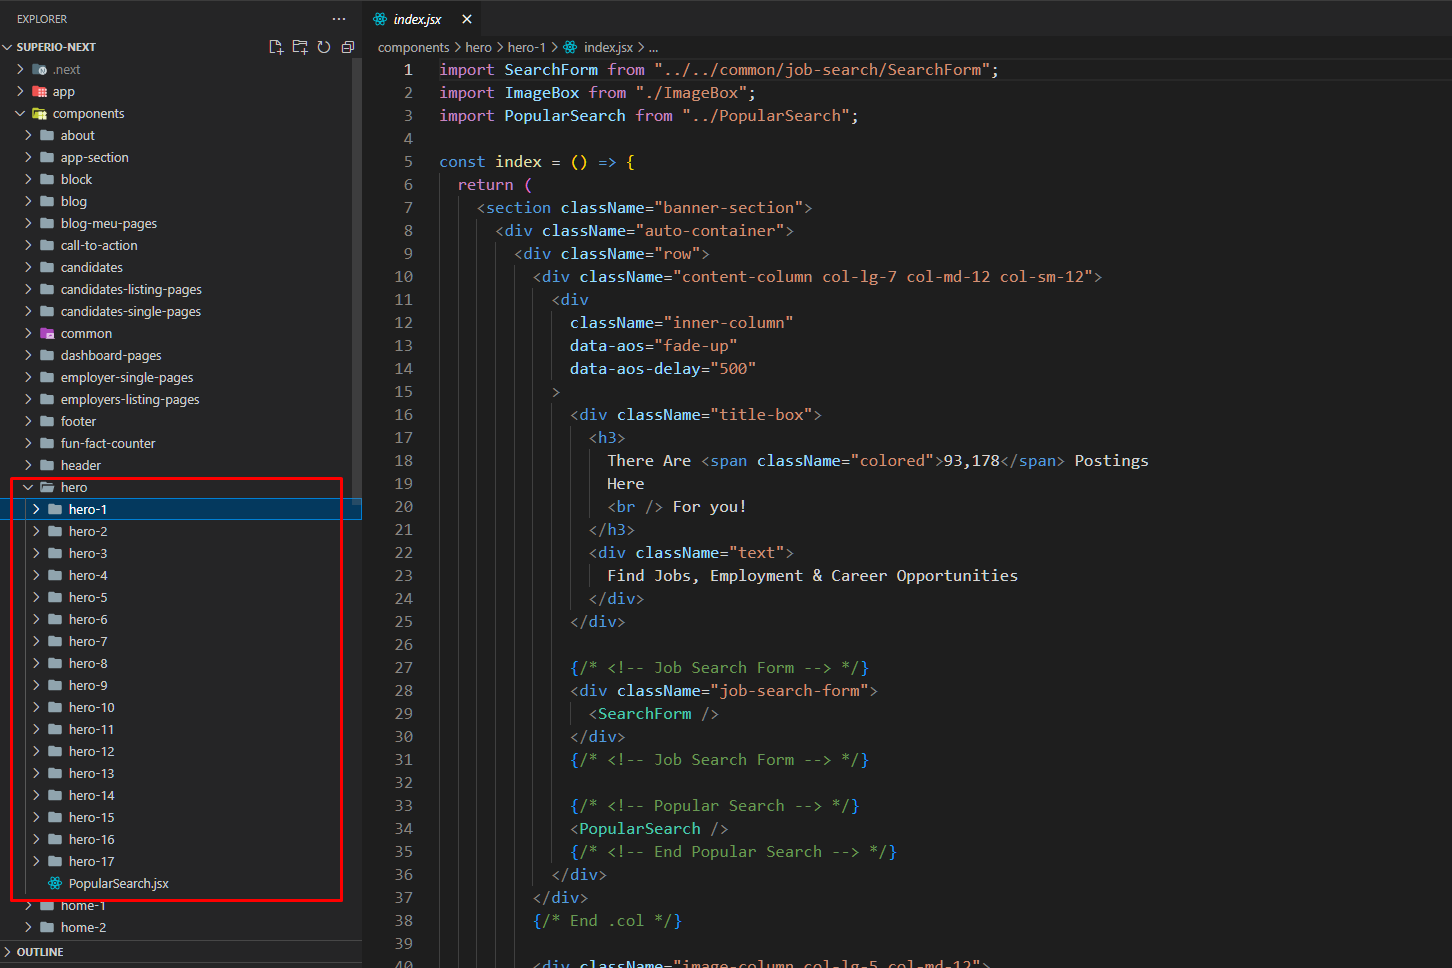 EXPLORER
SUPERIO-NEXT
.next
app
components
about
app-section
block
blog
blog-meu-pages
call-to-action
candidates
candidates-listing-pages
candidates-single-pages
common
dashboard-pages
employer-single-pages
employers-listing-pages
footer
fun-fact-counter
header
hero
hero-1
hero-2
hero-3
hero-4
hero-5
hero-6
hero-7
hero-8
hero-9
hero-10
hero-11
hero-12
hero-13
hero-14
hero-15
hero-16
hero-17
PopularSearch.jsx
home-1
home-2
OUTLINE
index.jsx
components > hero > hero-1 > index.jsx > ...
1 import SearchForm from "../../common/job-search/SearchForm";
2 import ImageBox from "./ImageBox";
3 import PopularSearch from "../PopularSearch";
4
5 const index = () => {
6 return (
7 <section className="banner-section">
8 <div className="auto-container">
9 <div className="row">
10 <div className="content-column col-lg-7 col-md-12 col-sm-12">
11 <div
12 className="inner-column"
13 data-aos="fade-up"
14 data-aos-delay="500"
15 >
16 <div className="title-box">
17 <h3>
18 There Are <span className="colored">93,178</span> Postings
19 Here
20 <br /> For you!
21 </h3>
22 <div className="text">
23 Find Jobs, Employment & Career Opportunities
24 </div>
25 </div>
26
27 {/* <!-- Job Search Form --> */}
28 <div className="job-search-form">
29 <SearchForm />
30 </div>
31 {/* <!-- Job Search Form --> */}
32
33 {/* <!-- Popular Search --> */}
34 <PopularSearch />
35 {/* <!-- End Popular Search --> */}
36 </div>
37 </div>
38 {/* End .col */}
39
40 <div className="image-column col-lg-5 col-md-12">